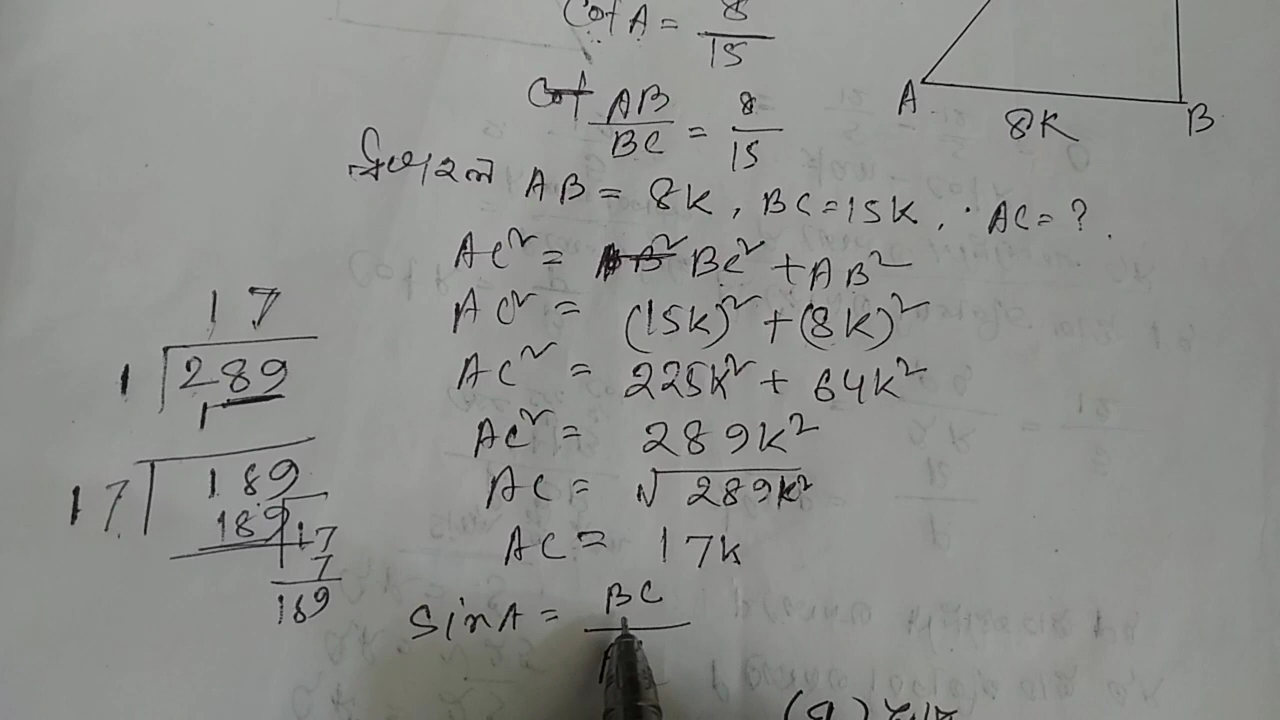 Cot A = 8/15
AB/BC = 8/15
A
8K
B
AB = 8K, BC = 15K, AC = ?
AC² = BC² + AB²
AC² = (15K)² + (8K)²
AC² = 225K² + 64K²
AC² = 289K²
AC = √289K²
AC = 17K
Sin A = BC
17
1 289
1
17 189
189
17
7
189